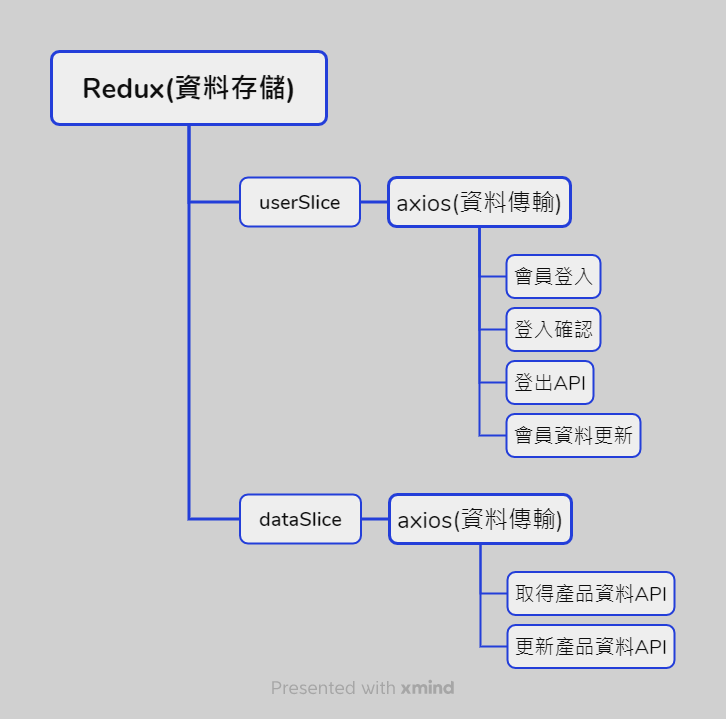 Redux(資料存儲)
userSlice
axios(資料傳輸)
會員登入
登入確認
登出API
會員資料更新
dataSlice
axios(資料傳輸)
取得產品資料API
更新產品資料API
Presented with xmind